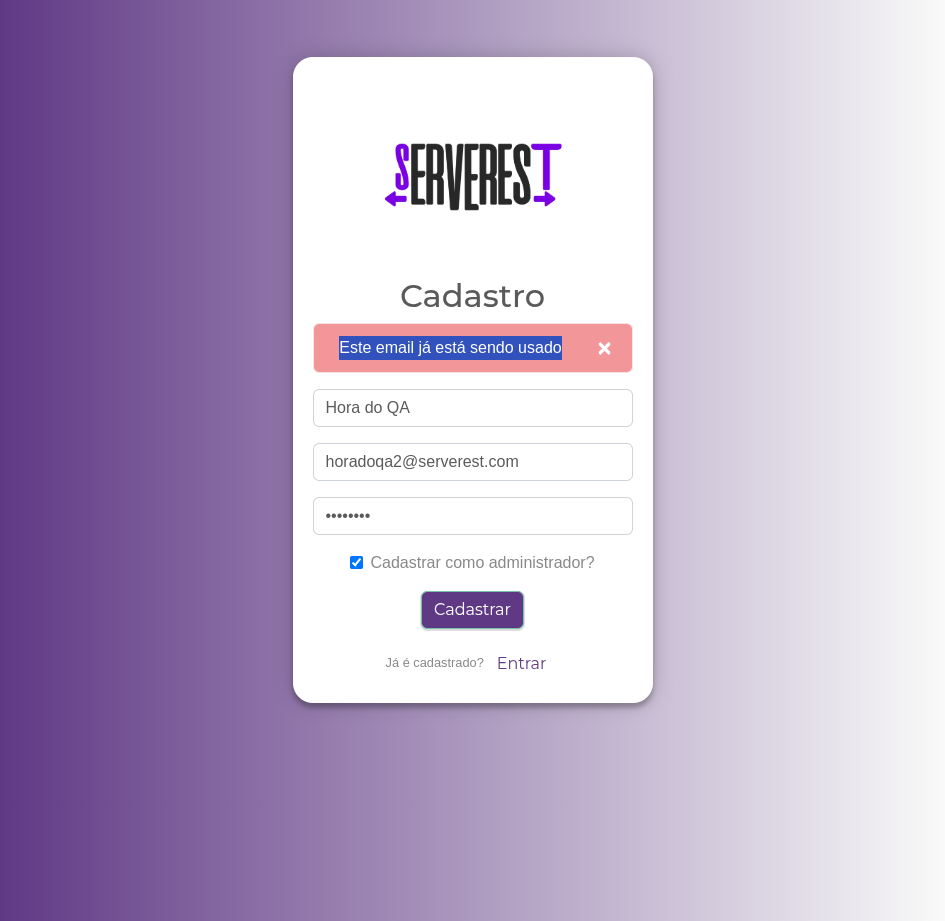 SERVEREST
Cadastro
Este email já está sendo usado ×
Hora do QA
horadoqa2@serverest.com
••••••••
Cadastrar como administrador?
Cadastrar
Já é cadastrado? Entrar